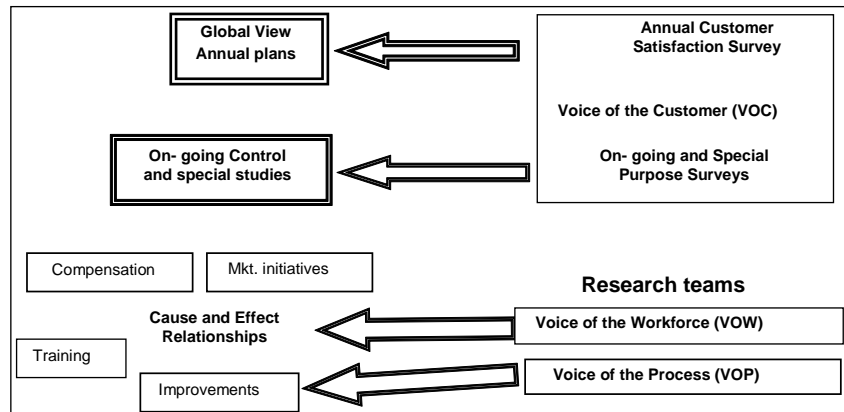 Global View
Annual plans
Annual Customer
Satisfaction Survey
Voice of the Customer (VOC)
On- going Control
and special studies
On- going and Special
Purpose Surveys
Compensation
Mkt. initiatives
Research teams
Cause and Effect
Relationships
Voice of the Workforce (VOW)
Training
Improvements
Voice of the Process (VOP)